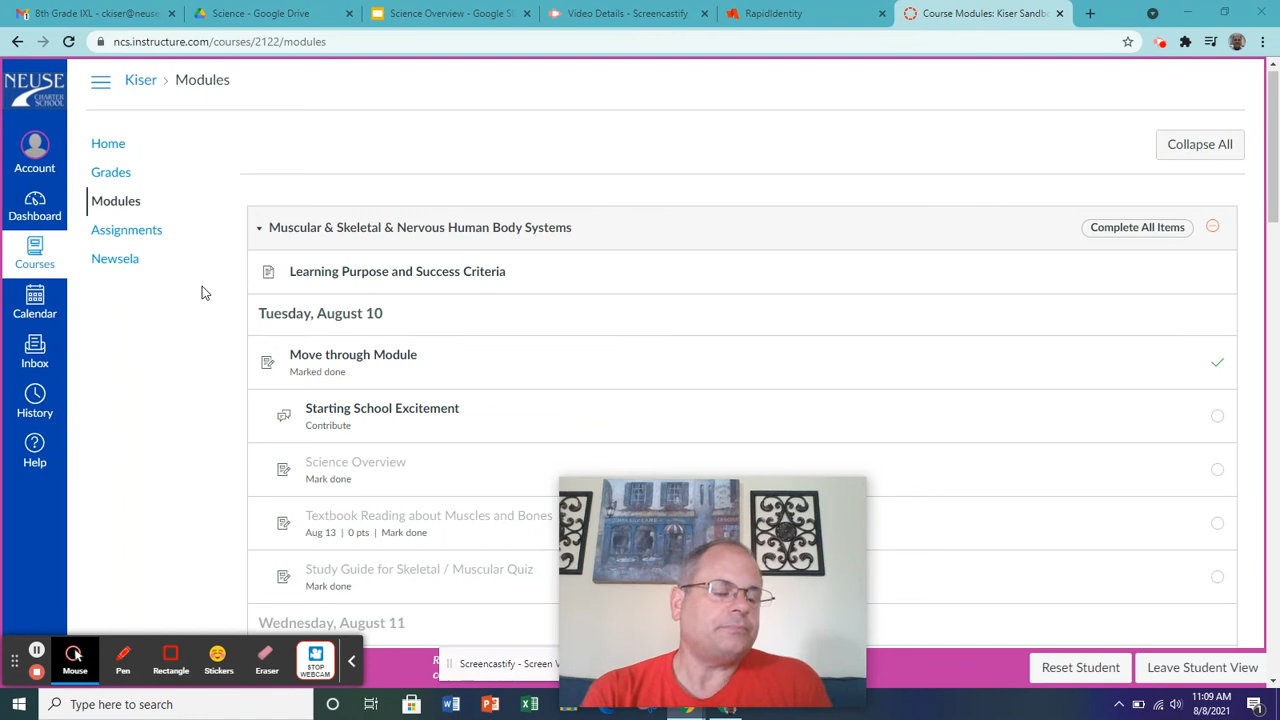 8th Grade IXL - ckiser@neuse
Science - Google Drive
Science Overview - Google S
Video Details - Screencastify
RapidIdentity
Course Modules: Kiser Sandb
ncs.instructure.com/courses/2122/modules
NEUSE
CHARTER
SCHOOL
Kiser > Modules
Account
Dashboard
Courses
Calendar
Inbox
History
Help
Home
Grades
Modules
Assignments
Newsela
Collapse All
Muscular & Skeletal & Nervous Human Body Systems
Complete All Items
Learning Purpose and Success Criteria
Tuesday, August 10
Move through Module
Marked done
Starting School Excitement
Contribute
Science Overview
Mark done
Textbook Reading about Muscles and Bones
Aug 13 | 0 pts | Mark done
Study Guide for Skeletal / Muscular Quiz
Mark done
Wednesday, August 11
Mouse
Pen
Rectangle
Stickers
Eraser
STOP
WEBCAM
Screencastify - Screen
Reset Student
Leave Student View
Type here to search
11:09 AM
8/8/2021